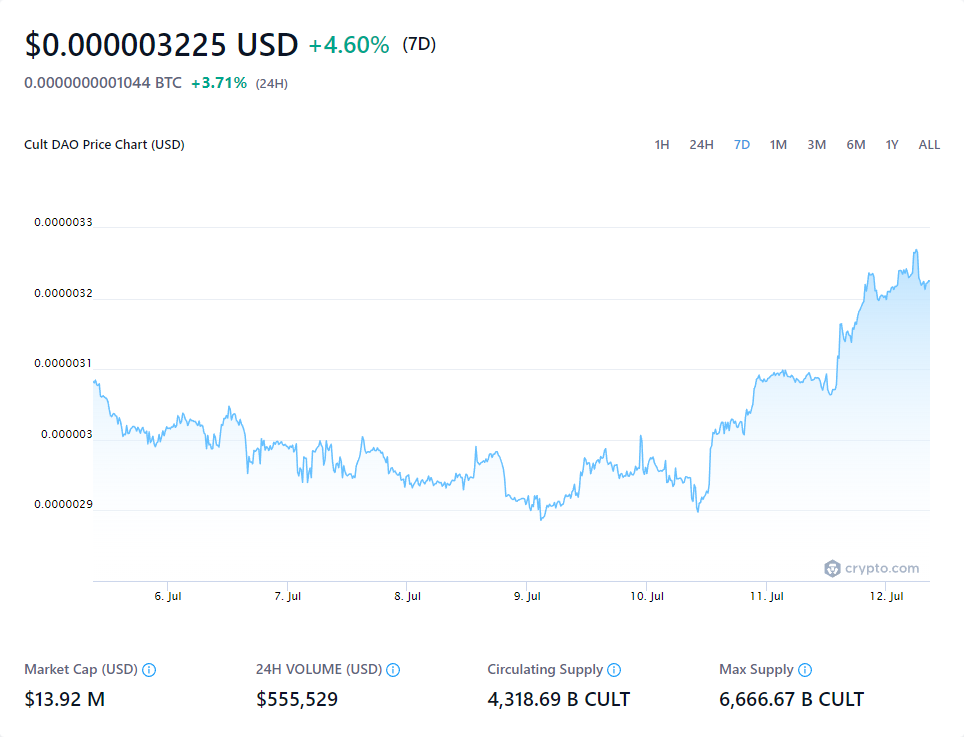 $0.000003225 USD +4.60% (7D)
0.0000000001044 BTC +3.71% (24H)
Cult DAO Price Chart (USD) 1H 24H 7D 1M 3M 6M 1Y ALL
0.0000033
0.0000032
0.0000031
0.000003
0.0000029
crypto.com
6. Jul 7. Jul 8. Jul 9. Jul 10. Jul 11. Jul 12. Jul
Market Cap (USD) 24H VOLUME (USD) Circulating Supply Max Supply
$13.92 M $555,529 4,318.69 B CULT 6,666.67 B CULT